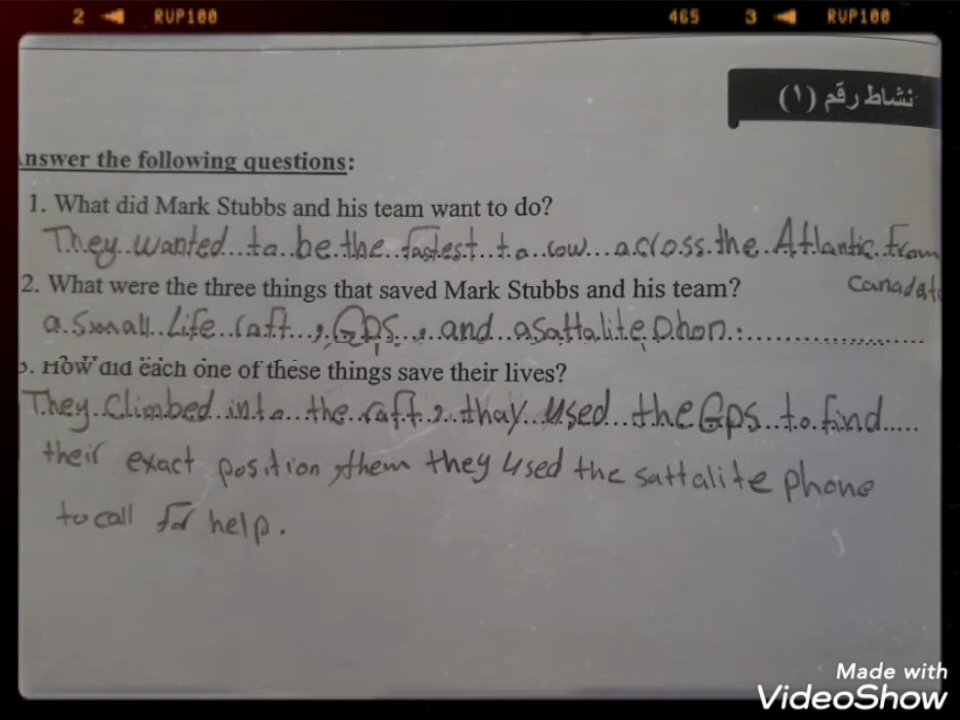 2 RVP100 465 3 RVP100
نشاط رقم (١)
nswer the following questions:
1. What did Mark Stubbs and his team want to do?
They wanted to be the fastest to row across the Atlantic from
Canada to
2. What were the three things that saved Mark Stubbs and his team?
a small life raft, GPS, and a sattalite phon.
3. How did each one of these things save their lives?
They climbed into the raft, thay used the Gps to find
their exact position, them they used the sattalite phone
to call for help.
Made with
VideoShow